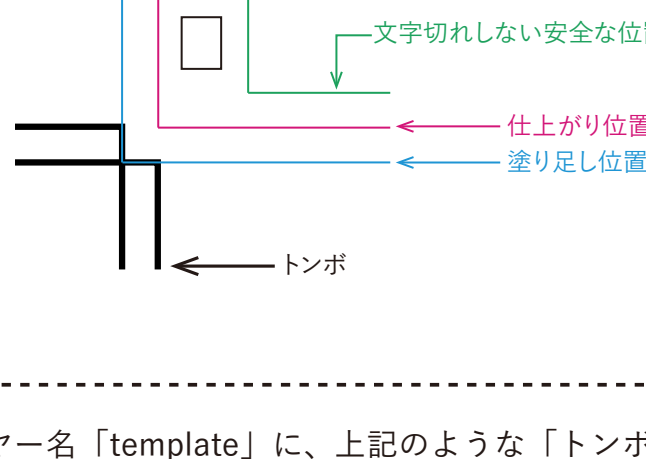 文字切れしない安全な位置
仕上がり位置
塗り足し位置
トンボ
ヤー名「template」に、上記のような「トンボ